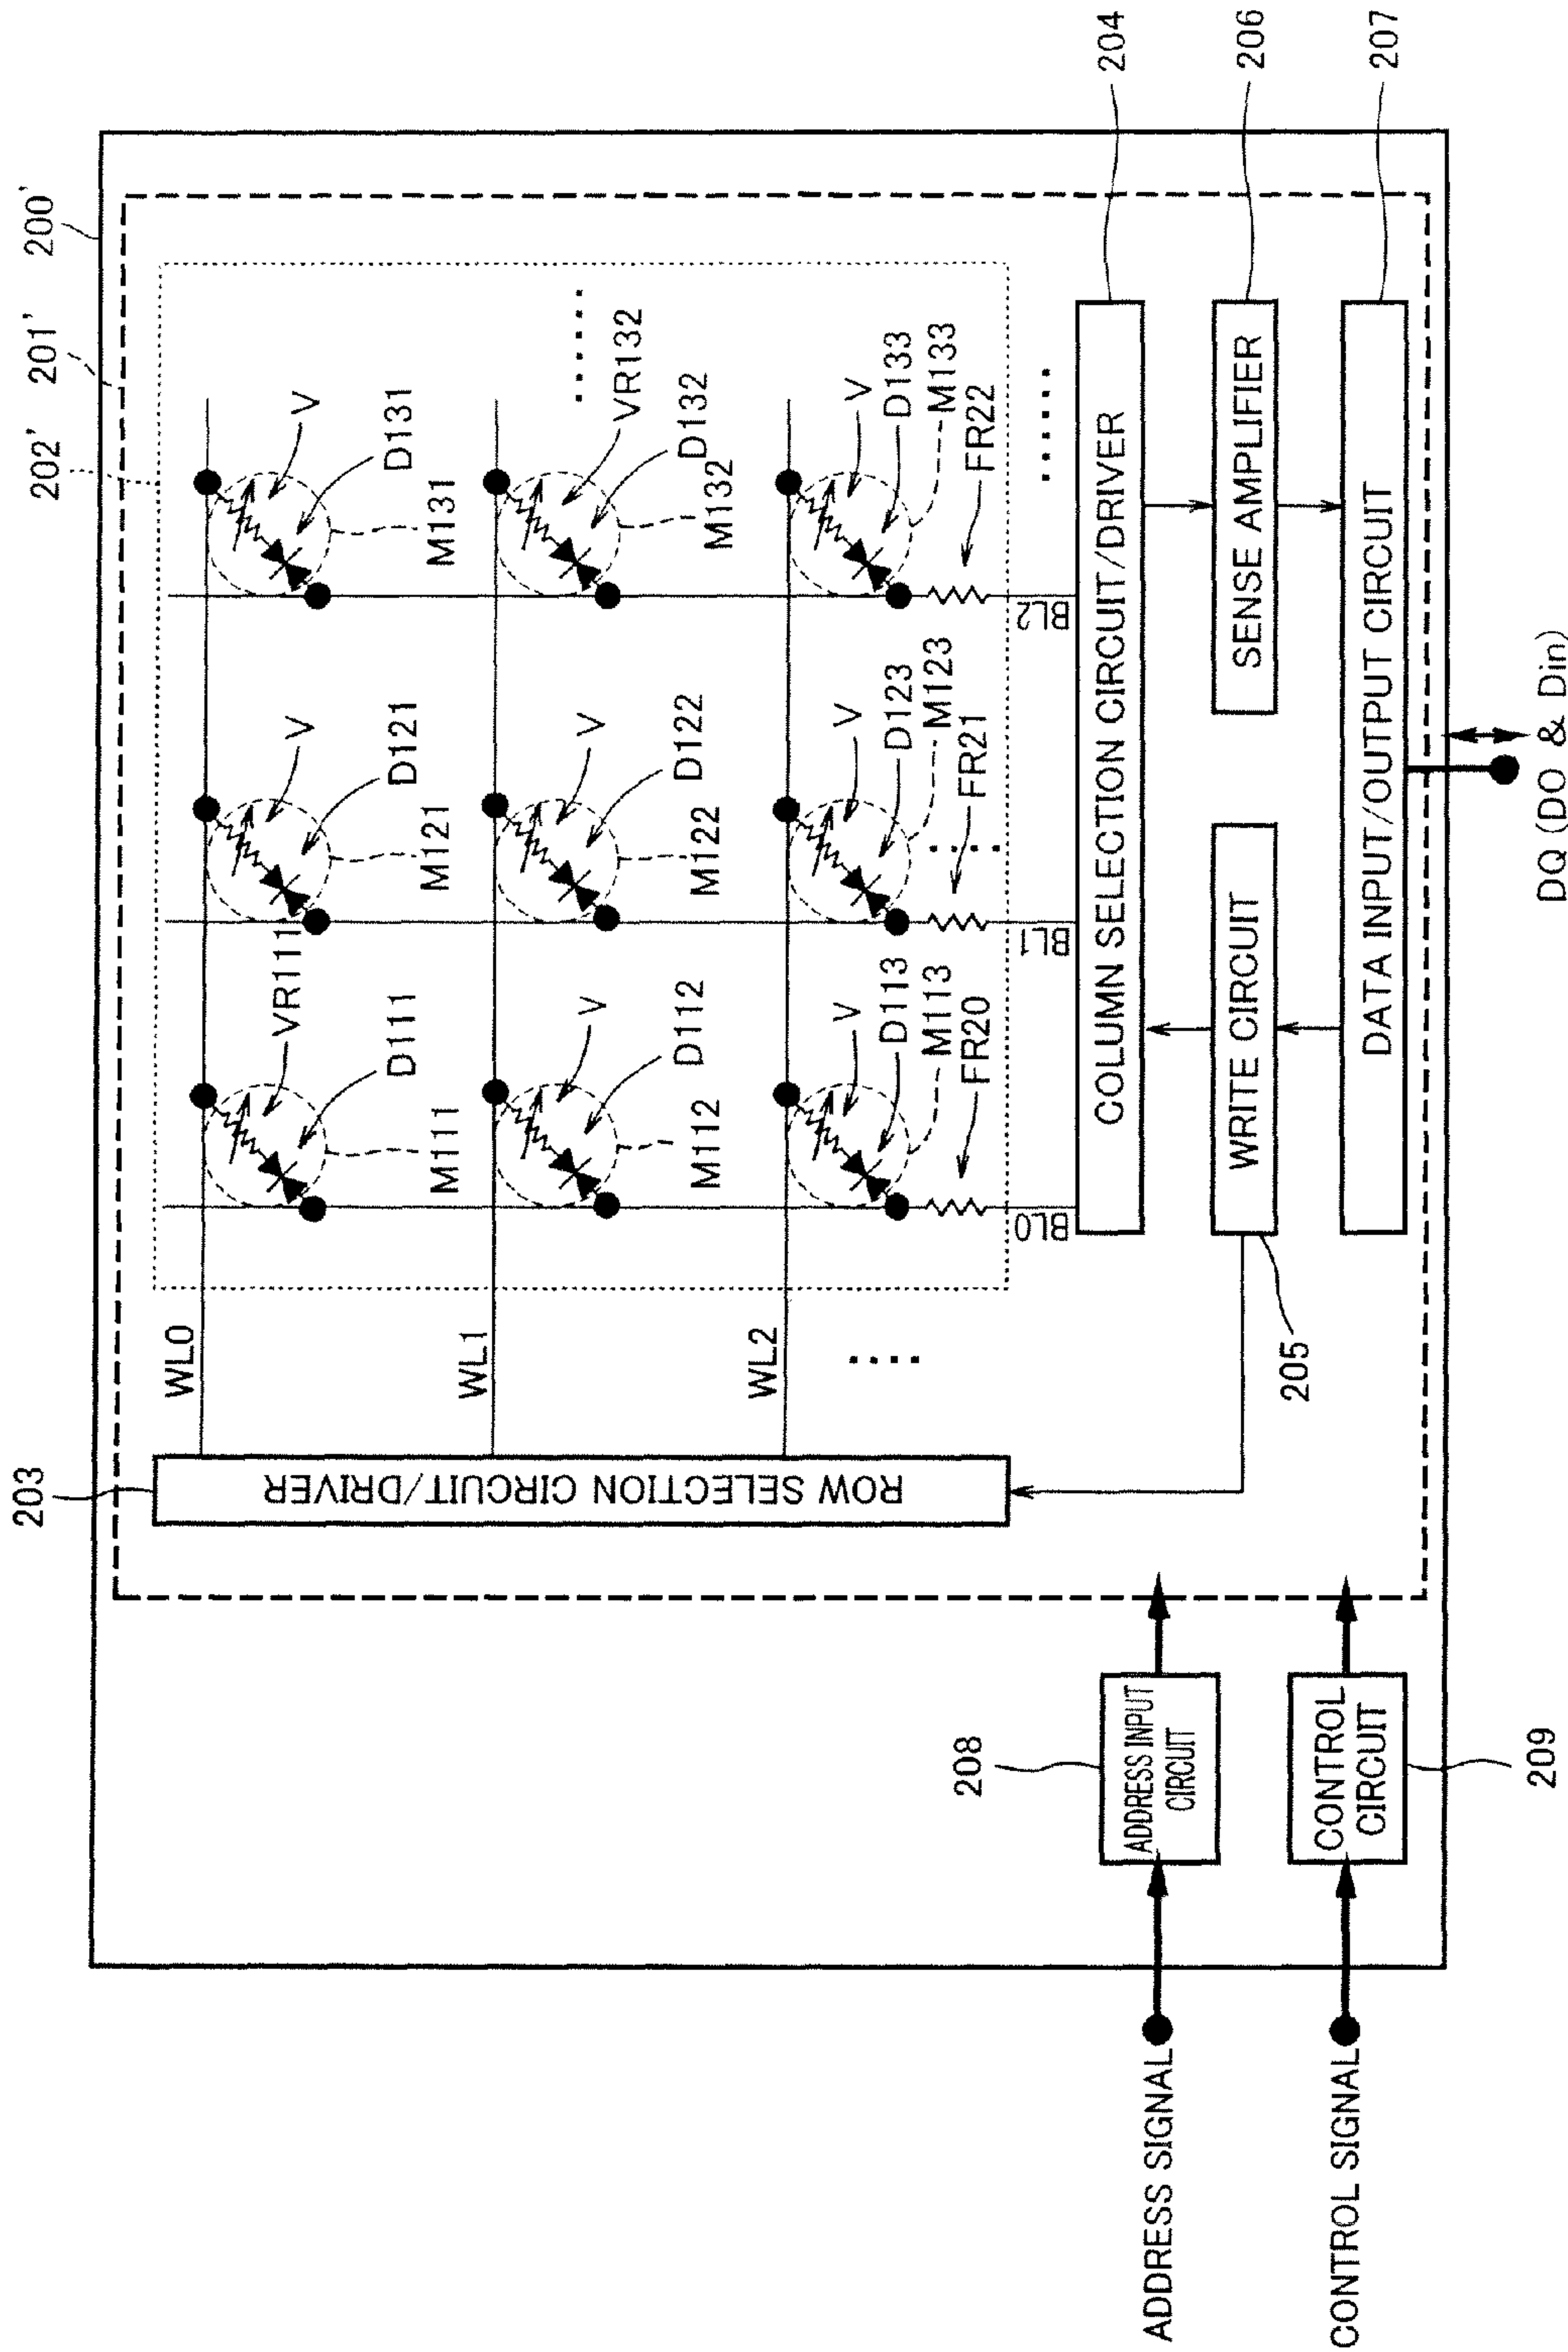 200'
201'
202'
203
WL0
WL1
WL2
ROW SELECTION CIRCUIT/DRIVER
VR111
D111
M111
V
D121
M121
V
D131
M131
V
D112
M112
V
D122
M122
VR132
D132
M132
V
D113
M113
FR20
V
D123
M123
FR21
V
D133
M133
FR22
BL0
BL1
BL2
COLUMN SELECTION CIRCUIT/DRIVER
204
WRITE CIRCUIT
205
SENSE AMPLIFIER
206
DATA INPUT/OUTPUT CIRCUIT
207
208
ADDRESS INPUT
CIRCUIT
CONTROL
CIRCUIT
209
ADDRESS SIGNAL
CONTROL SIGNAL
DQ (DO & Din)